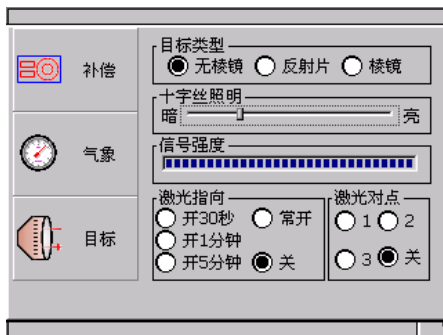 补偿
气象
目标
目标类型
无棱镜 反射片 棱镜
十字丝照明
暗 亮
信号强度
激光指向
开30秒 常开
开1分钟
开5分钟 关
激光对点
1 2
3 关